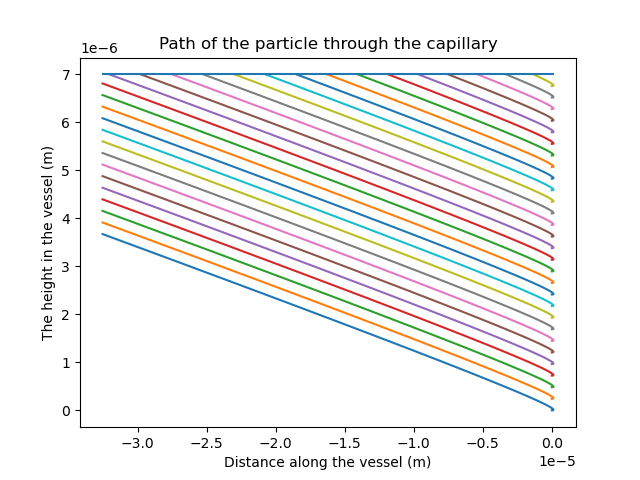 Path of the particle through the capillary
1e−6
7
6
5
4
3
2
1
0
The height in the vessel (m)
−3.0 −2.5 −2.0 −1.5 −1.0 −0.5 0.0
1e−5
Distance along the vessel (m)